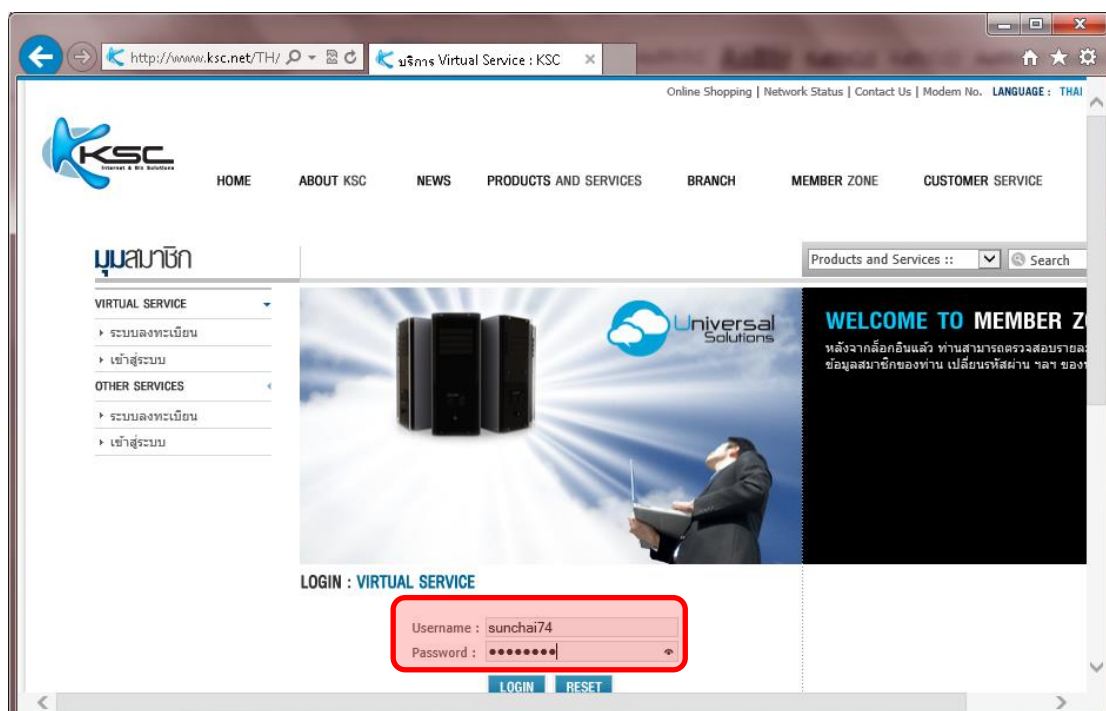 http://www.ksc.net/TH/
บริการ Virtual Service : KSC
Online Shopping | Network Status | Contact Us | Modem No. LANGUAGE : THAI
KSC
Internet & Biz Solutions
HOME ABOUT KSC NEWS PRODUCTS AND SERVICES BRANCH MEMBER ZONE CUSTOMER SERVICE
มุมสมาชิก
Products and Services :: Search
VIRTUAL SERVICE
ระบบลงทะเบียน
เข้าสู่ระบบ
OTHER SERVICES
ระบบลงทะเบียน
เข้าสู่ระบบ
Universal
Solutions
WELCOME TO MEMBER
หลังจากล็อกอินแล้ว ท่านสามารถตรวจสอบ
ข้อมูลสมาชิกของท่าน เปลี่ยนรหัสผ่าน ฯลฯ
LOGIN : VIRTUAL SERVICE
Username : sunchai74
Password : ●●●●●●●●
LOGIN RESET